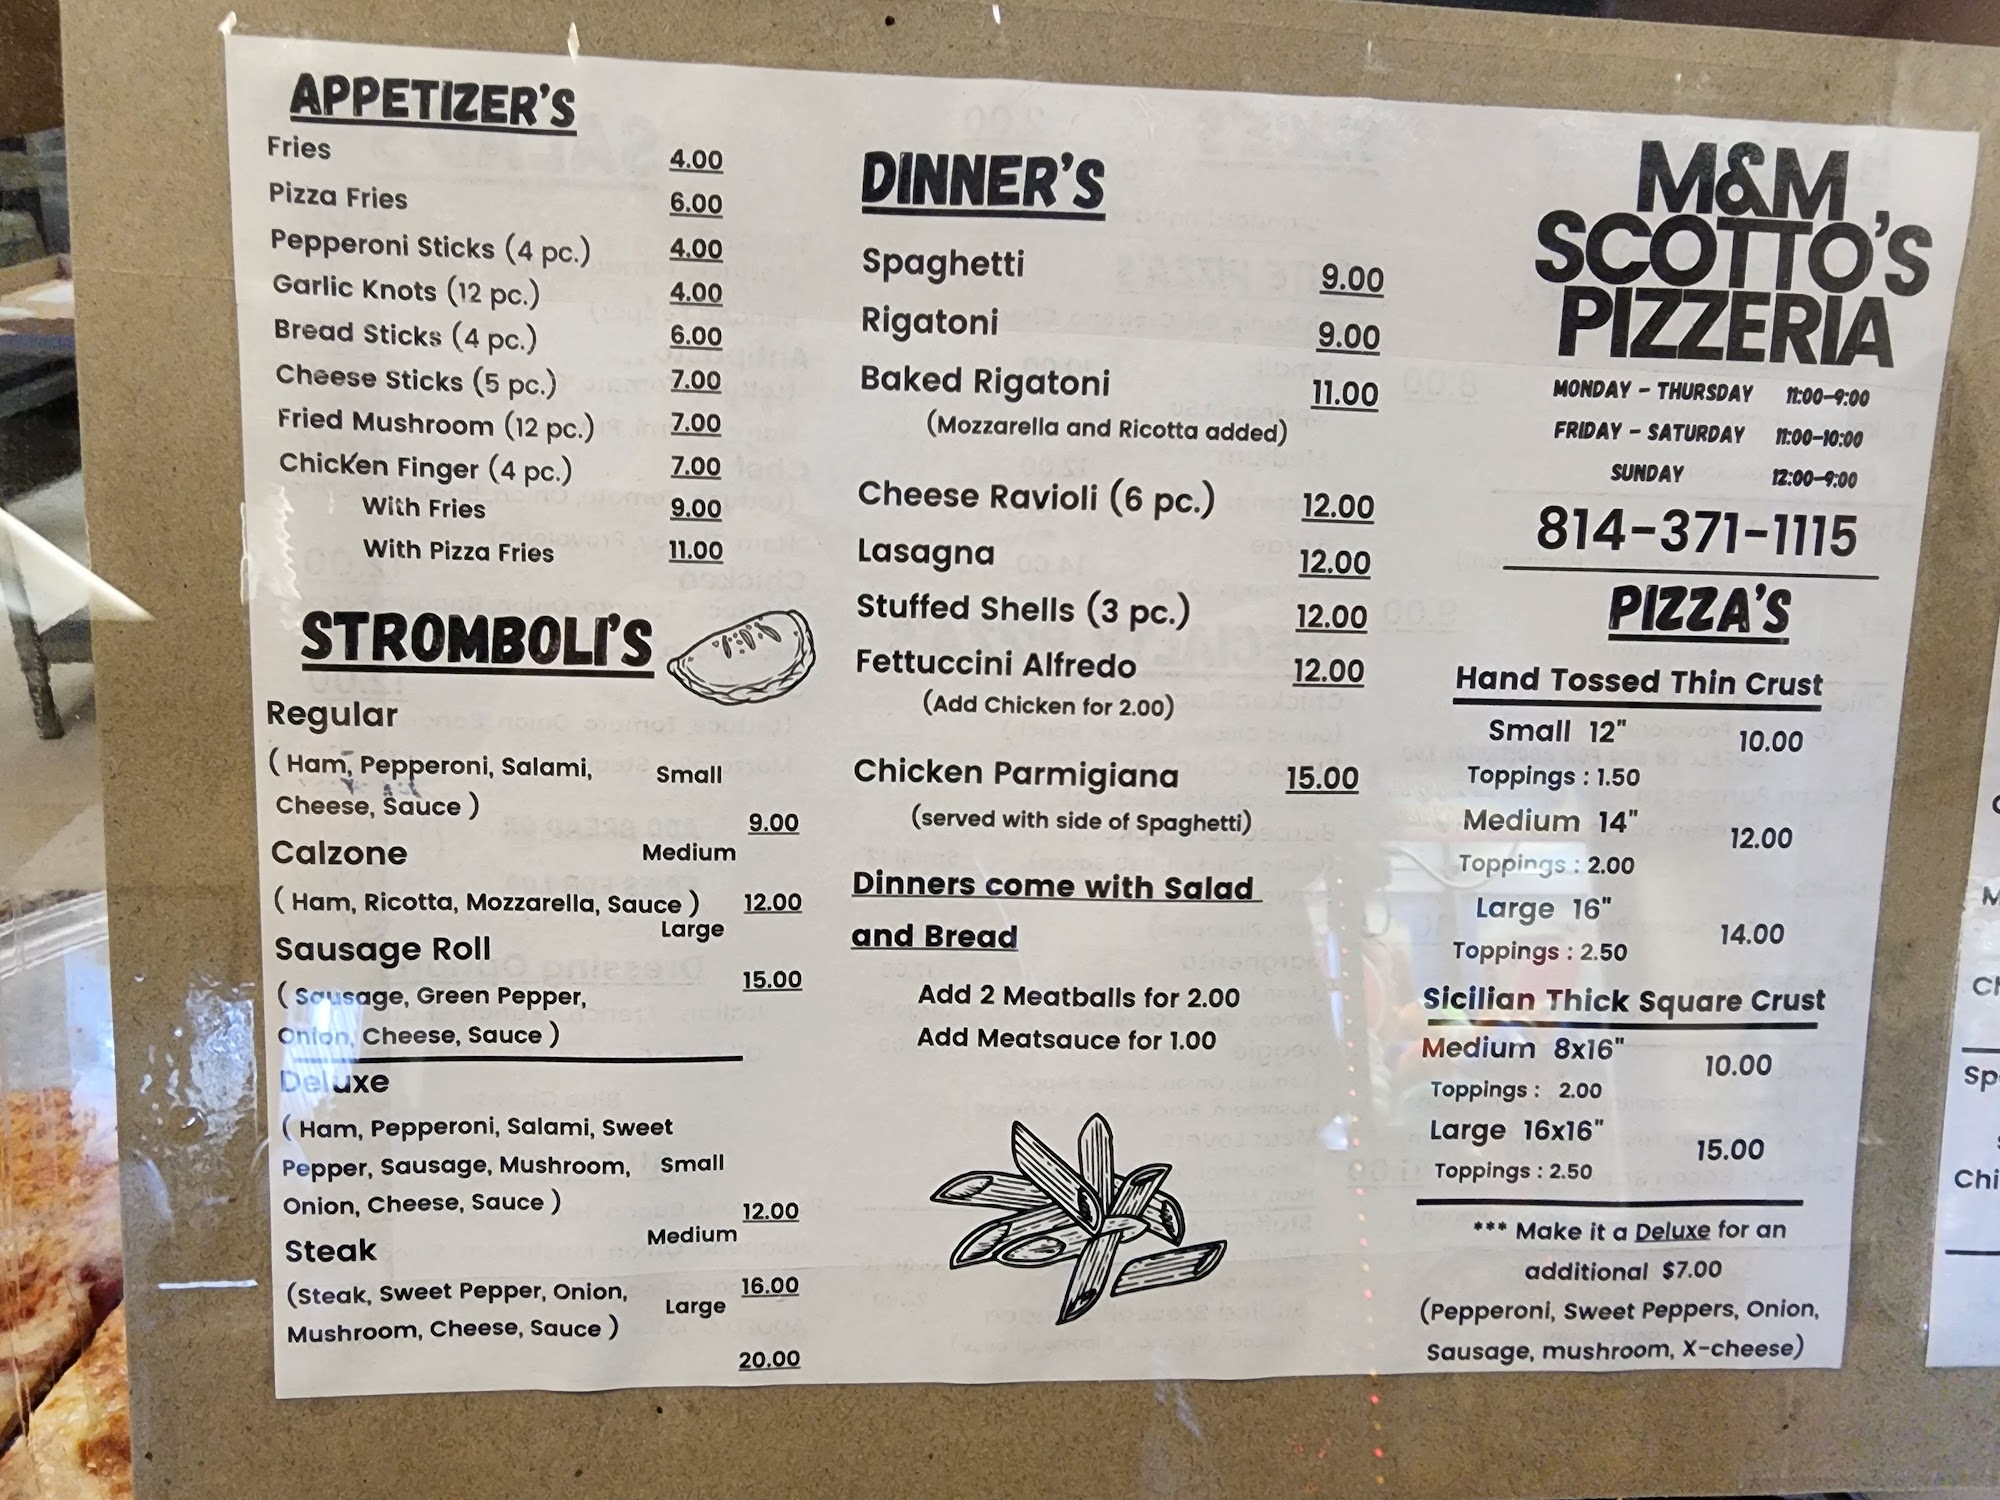 APPETIZER'S
Fries 4.00
Pizza Fries 6.00
Pepperoni Sticks (4 pc.) 4.00
Garlic Knots (12 pc.) 4.00
Bread Sticks (4 pc.) 6.00
Cheese Sticks (5 pc.) 7.00
Fried Mushroom (12 pc.) 7.00
Chicken Finger (4 pc.) 7.00
With Fries 9.00
With Pizza Fries 11.00
STROMBOLI'S
Regular
( Ham, Pepperoni, Salami, Small
Cheese, Sauce )
9.00
Calzone Medium
( Ham, Ricotta, Mozzarella, Sauce ) 12.00
Large
Sausage Roll
15.00
( Sausage, Green Pepper,
Onion, Cheese, Sauce )
Deluxe
( Ham, Pepperoni, Salami, Sweet
Pepper, Sausage, Mushroom, Small
Onion, Cheese, Sauce ) 12.00
Medium
Steak
(Steak, Sweet Pepper, Onion, 16.00
Large
Mushroom, Cheese, Sauce )
20.00
DINNER'S
Spaghetti 9.00
Rigatoni 9.00
Baked Rigatoni 11.00
(Mozzarella and Ricotta added)
Cheese Ravioli (6 pc.) 12.00
Lasagna 12.00
Stuffed Shells (3 pc.) 12.00
Fettuccini Alfredo 12.00
(Add Chicken for 2.00)
Chicken Parmigiana 15.00
(served with side of Spaghetti)
Dinners come with Salad
and Bread
Add 2 Meatballs for 2.00
Add Meatsauce for 1.00
M&M
SCOTTO'S
PIZZERIA
MONDAY - THURSDAY 11:00-9:00
FRIDAY - SATURDAY 11:00-10:00
SUNDAY 12:00-9:00
814-371-1115
PIZZA'S
Hand Tossed Thin Crust
Small 12" 10.00
Toppings : 1.50
Medium 14" 12.00
Toppings : 2.00
Large 16" 14.00
Toppings : 2.50
Sicilian Thick Square Crust
Medium 8x16" 10.00
Toppings : 2.00
Large 16x16" 15.00
Toppings : 2.50
*** Make it a Deluxe for an
additional $7.00
(Pepperoni, Sweet Peppers, Onion,
Sausage, mushroom, X-cheese)